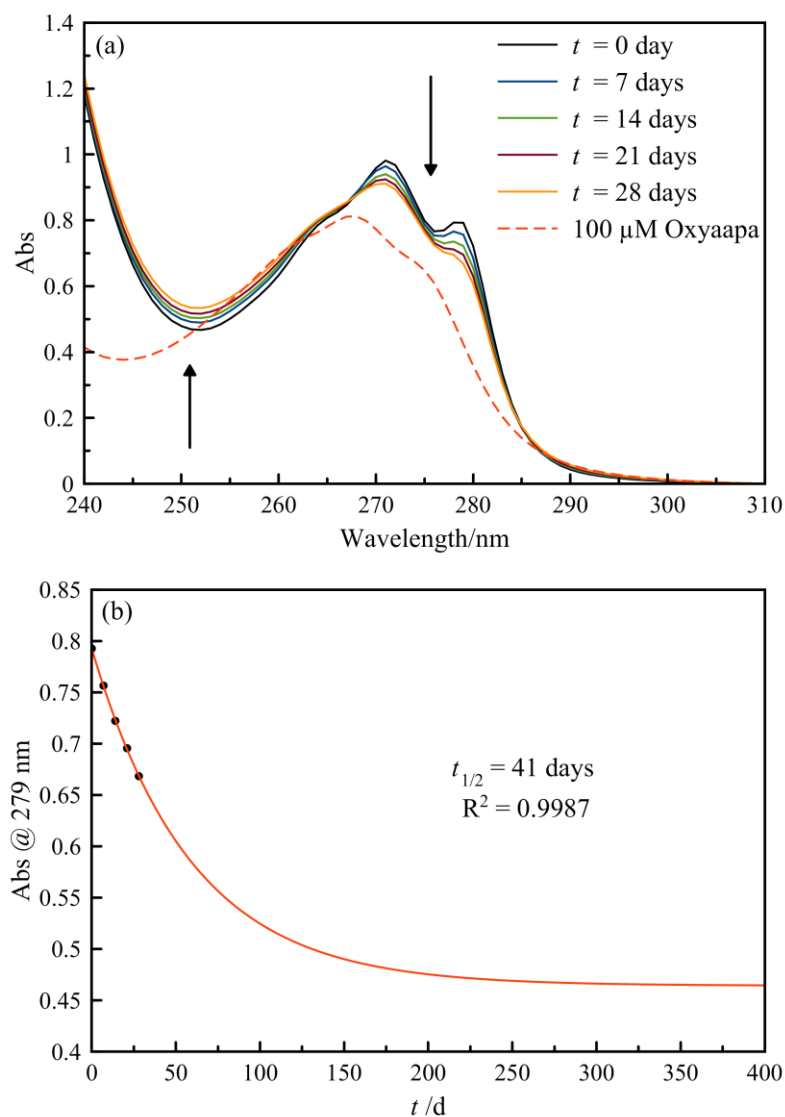 (a)
t = 0 day
t = 7 days
t = 14 days
t = 21 days
t = 28 days
100 µM Oxyaapa
Abs
1.4
1.2
1
0.8
0.6
0.4
0.2
0
240 250 260 270 280 290 300 310
Wavelength/nm
(b)
t1/2 = 41 days
R2 = 0.9987
Abs @ 279 nm
0.85
0.8
0.75
0.7
0.65
0.6
0.55
0.5
0.45
0.4
0 50 100 150 200 250 300 350 400
t /d